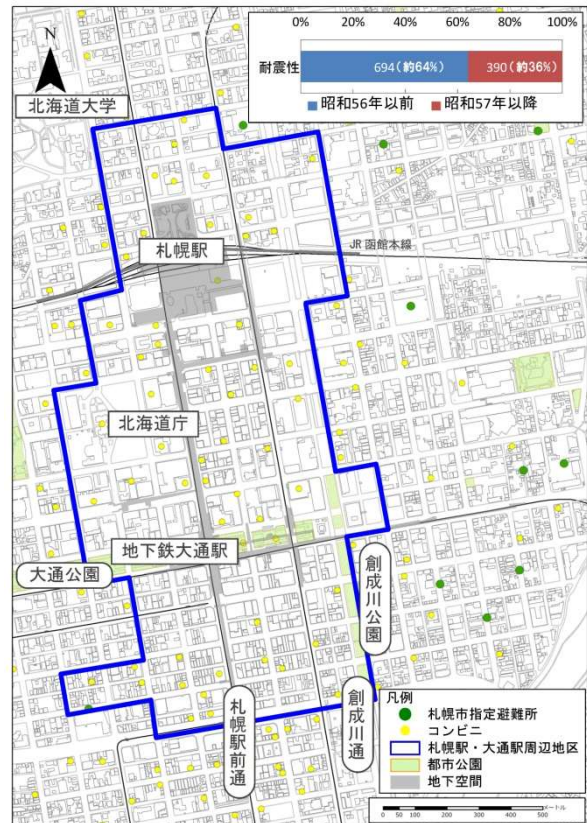 0% 20% 40% 60% 80% 100%
耐震性 694（約64%） 390（約36%）
昭和56年以前 昭和57年以降
N
北海道大学
札幌駅
JR 函館本線
北海道庁
地下鉄大通駅
大通公園
創成川公園
札幌駅前通
創成川通
凡例
札幌市指定避難所
コンビニ
札幌駅・大通駅周辺地区
都市公園
地下空間
0 50 100 200 300 400 500 メートル